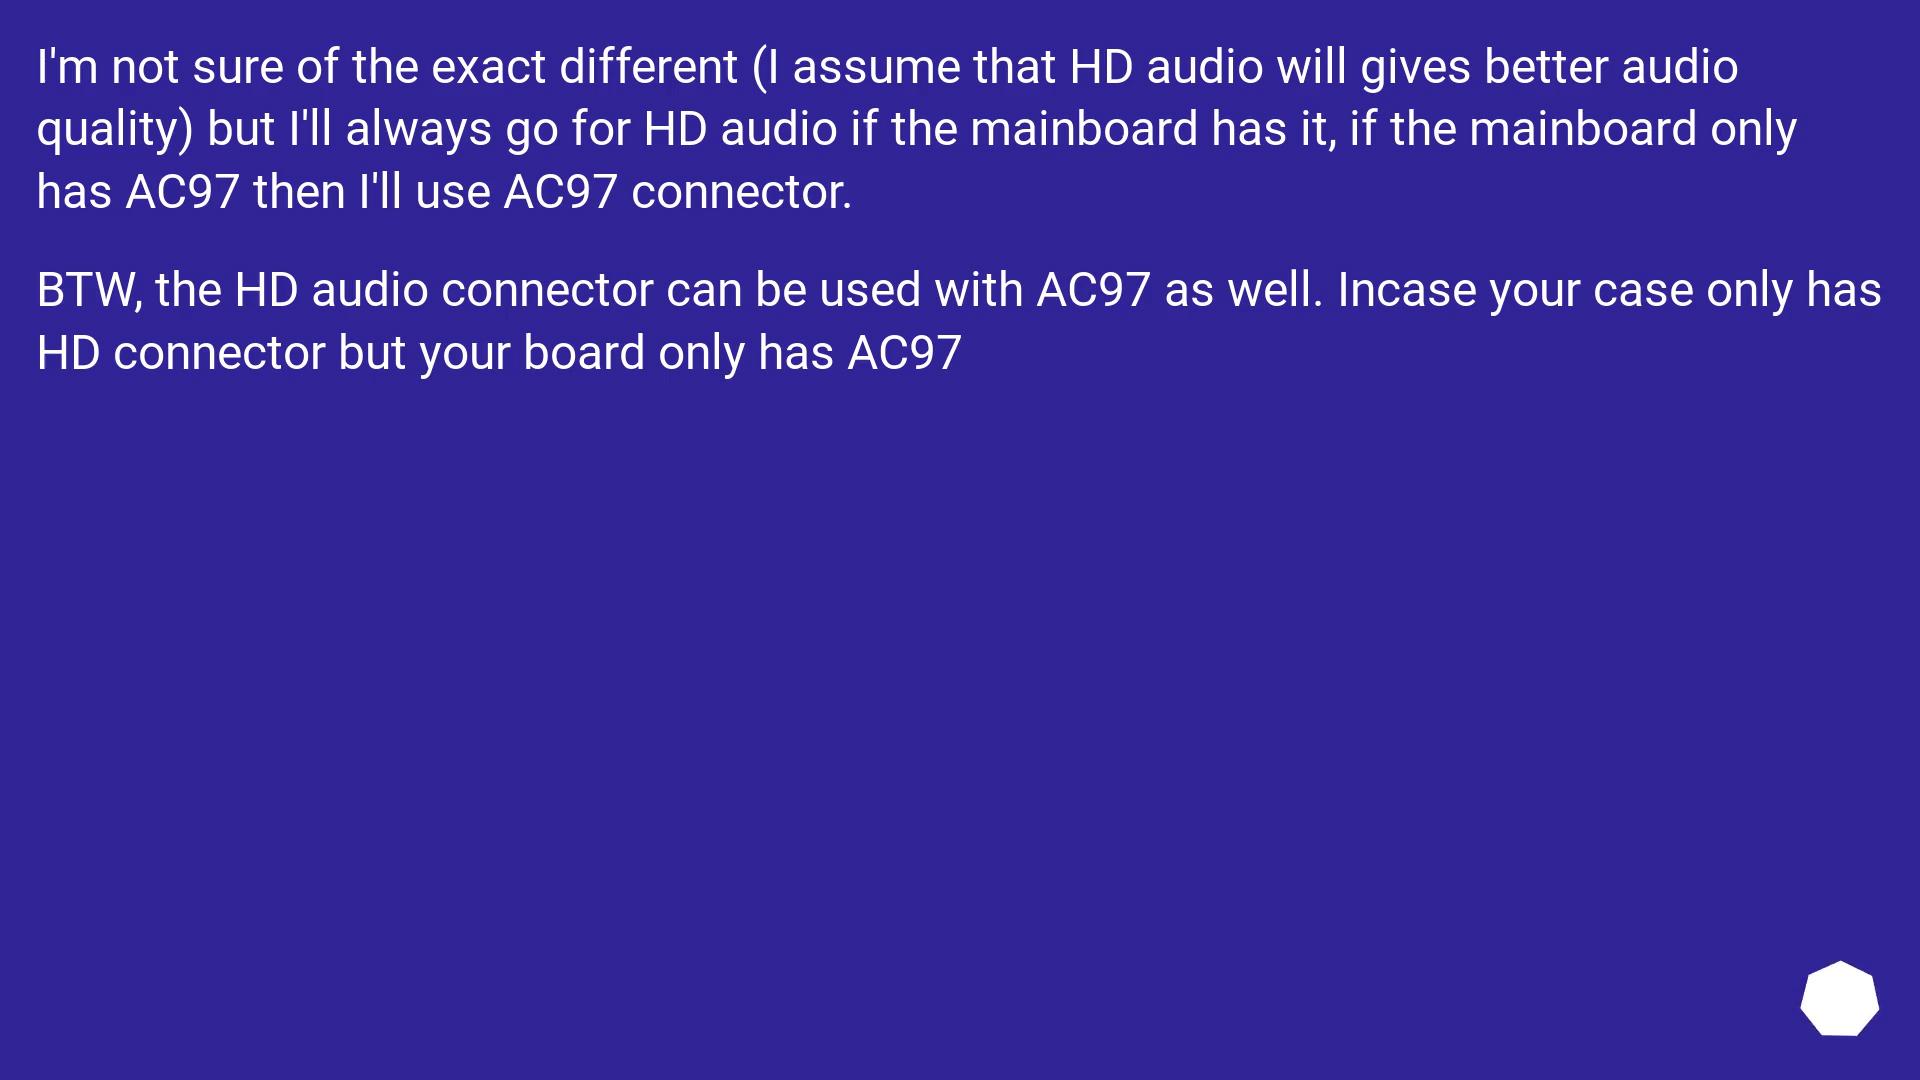 I'm not sure of the exact different (I assume that HD audio will gives better audio
quality) but I'll always go for HD audio if the mainboard has it, if the mainboard only
has AC97 then I'll use AC97 connector.
BTW, the HD audio connector can be used with AC97 as well. Incase your case only has
HD connector but your board only has AC97